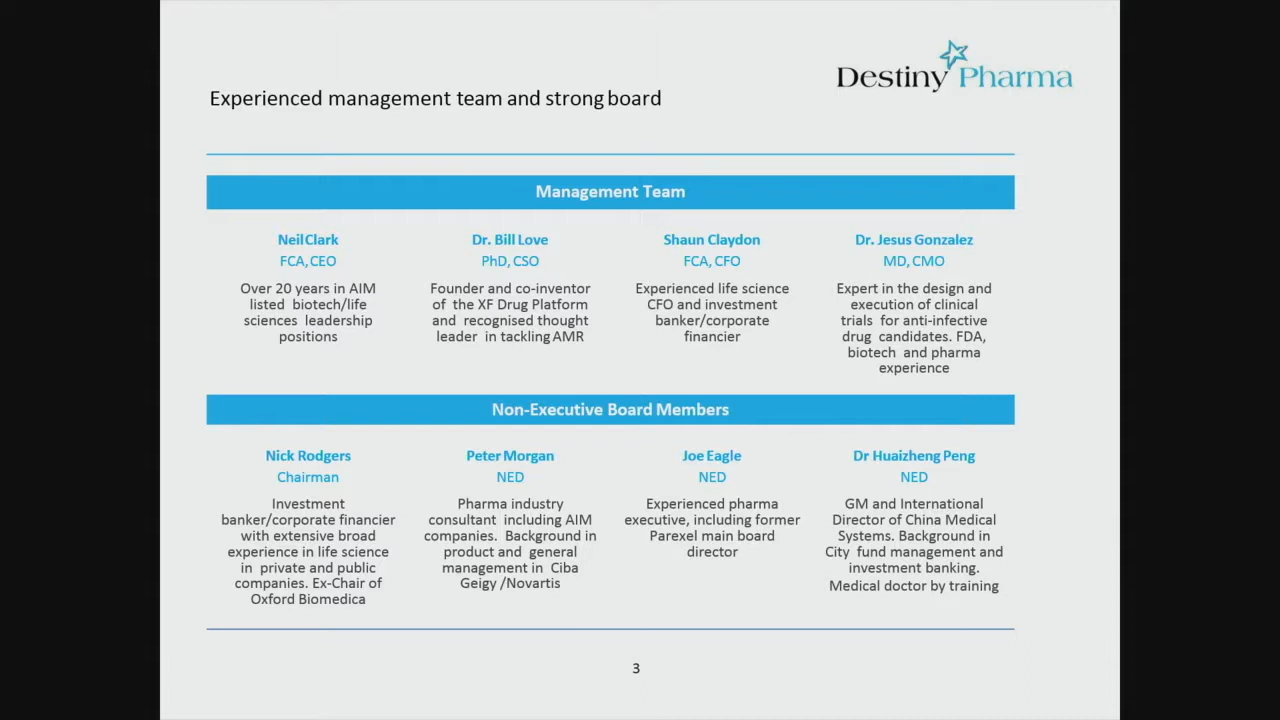 Destiny Pharma
Experienced management team and strong board
Management Team
Neil Clark
FCA, CEO
Over 20 years in AIM
listed biotech/life
sciences leadership
positions
Dr. Bill Love
PhD, CSO
Founder and co-inventor
of the XF Drug Platform
and recognised thought
leader in tackling AMR
Shaun Claydon
FCA, CFO
Experienced life science
CFO and investment
banker/corporate
financier
Dr. Jesus Gonzalez
MD, CMO
Expert in the design and
execution of clinical
trials for anti-infective
drug candidates. FDA,
biotech and pharma
experience
Non-Executive Board Members
Nick Rodgers
Chairman
Investment
banker/corporate financier
with extensive broad
experience in life science
in private and public
companies. Ex-Chair of
Oxford Biomedica
Peter Morgan
NED
Pharma industry
consultant including AIM
companies. Background in
product and general
management in Ciba
Geigy /Novartis
Joe Eagle
NED
Experienced pharma
executive, including former
Parexel main board
director
Dr Huaizheng Peng
NED
GM and International
Director of China Medical
Systems. Background in
City fund management and
investment banking.
Medical doctor by training
3